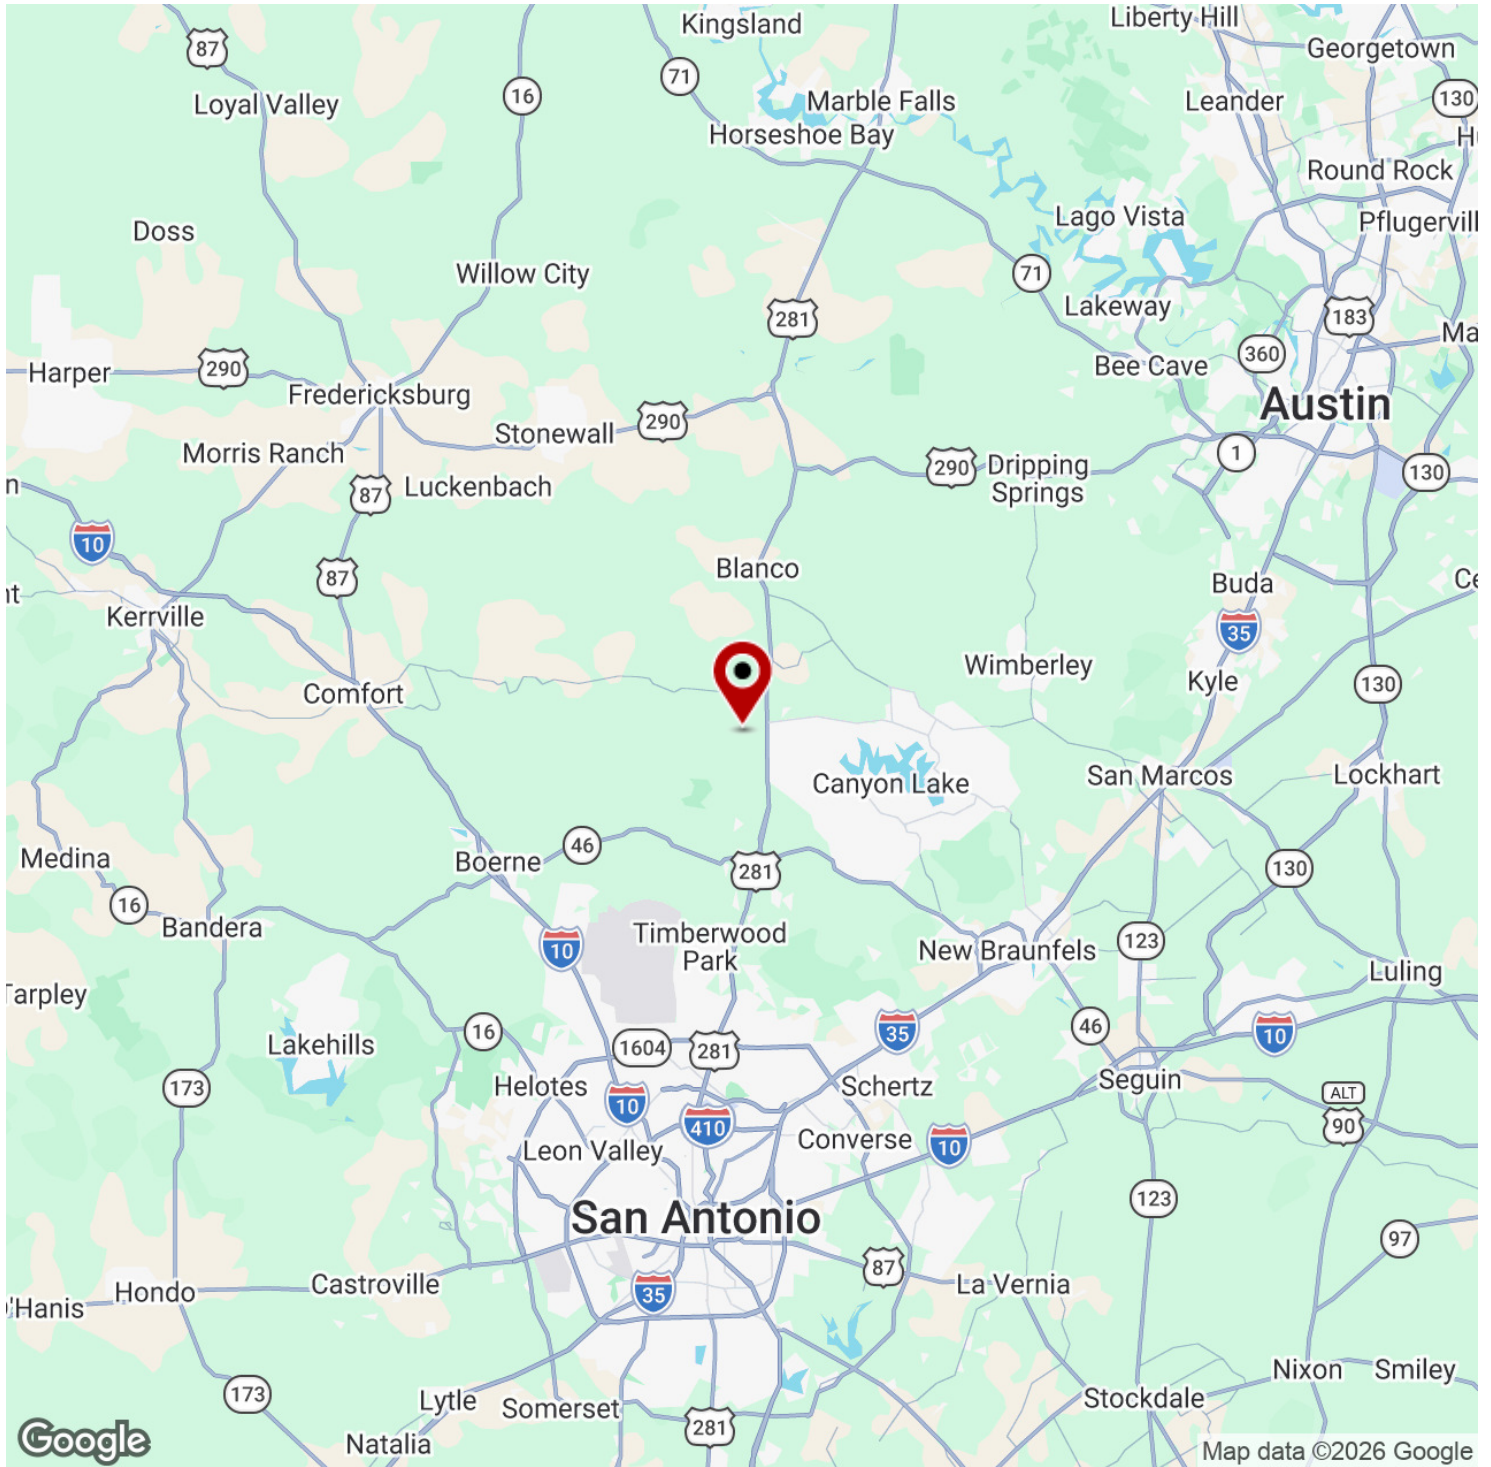 Kingsland
Liberty Hill
87
Georgetown
71
16
Loyal Valley
Marble Falls
Leander
130
Horseshoe Bay
Round Rock
Lago Vista
Pflugervill
Doss
Willow City
71
Lakeway
281
183
Ma
Harper
290
360
Bee Cave
Fredericksburg
Austin
290
Stonewall
Morris Ranch
1
290
Dripping
Springs
130
n
87
Luckenbach
10
Blanco
87
Buda
Ce
nt
Kerrville
35
Wimberley
Comfort
Kyle
130
San Marcos
Lockhart
Canyon Lake
46
Medina
Boerne
281
130
16
Bandera
Timberwood
Park
10
New Braunfels
123
Luling
Tarpley
35
46
10
16
Lakehills
1604
281
173
Helotes
Schertz
Seguin
10
ALT
90
410
Leon Valley
Converse
10
123
San Antonio
97
87
Hondo
Castroville
35
La Vernia
O'Hanis
Nixon
Smiley
173
Lytle
Somerset
Stockdale
281
Google
Natalia
Map data ©2026 Google